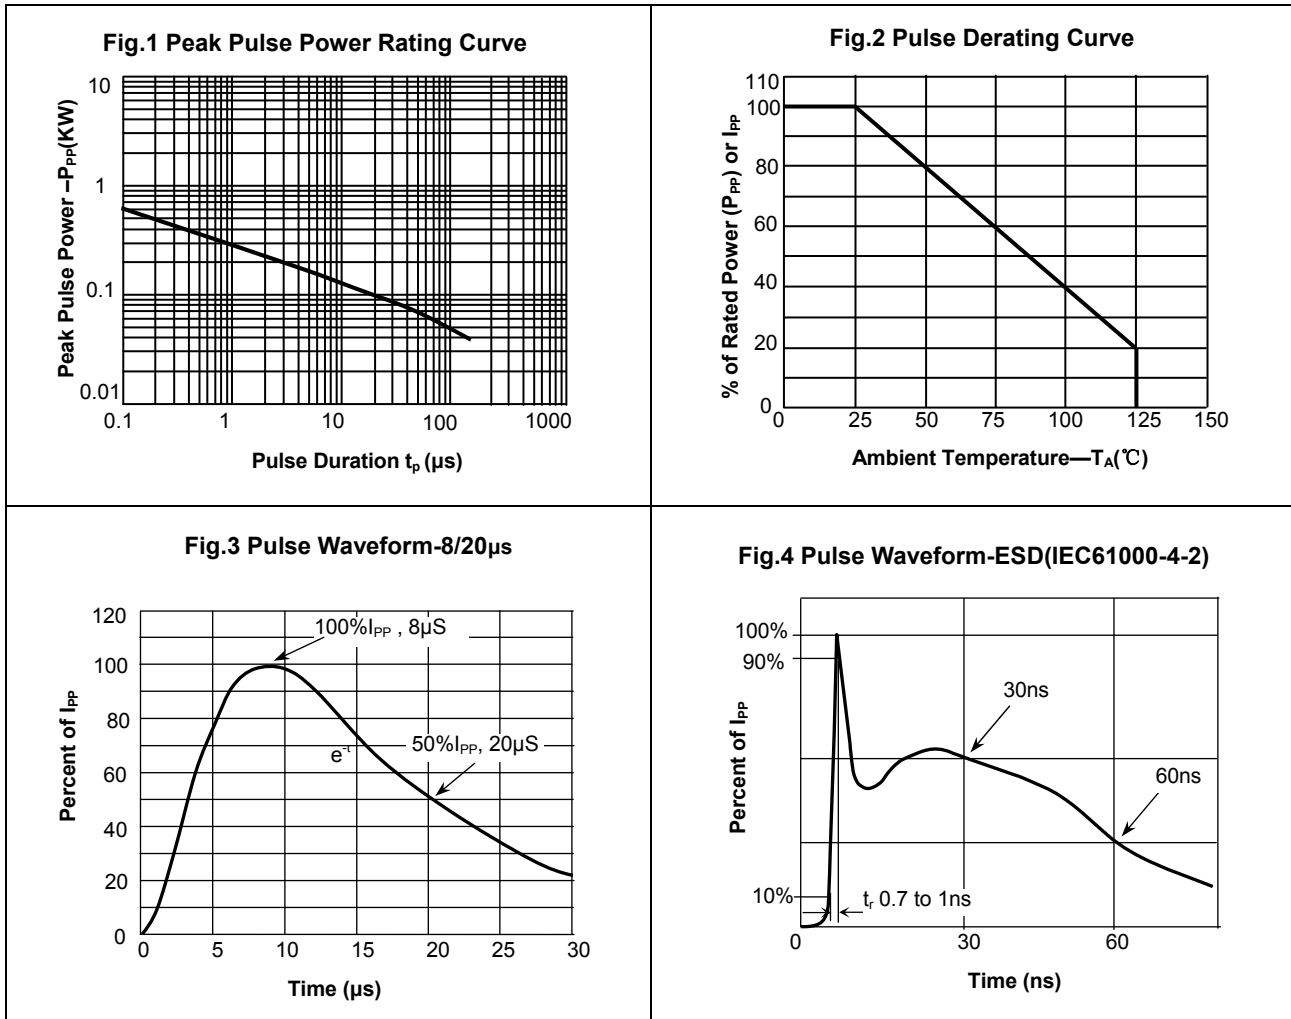 Fig.1 Peak Pulse Power Rating Curve
Peak Pulse Power –PPP(KW)
10
1
0.1
0.01
0.1 1 10 100 1000
Pulse Duration tp (µs)
Fig.2 Pulse Derating Curve
% of Rated Power (PPP) or IPP
110
100
80
60
40
20
0
0 25 50 75 100 125 150
Ambient Temperature—TA(℃)
Fig.3 Pulse Waveform-8/20µs
Percent of IPP
120
100
80
60
40
20
0
100%IPP , 8µS
e-t
50%IPP, 20µS
0 5 10 15 20 25 30
Time (µs)
Fig.4 Pulse Waveform-ESD(IEC61000-4-2)
Percent of IPP
100%
90%
10%
30ns
60ns
tr 0.7 to 1ns
0 30 60
Time (ns)